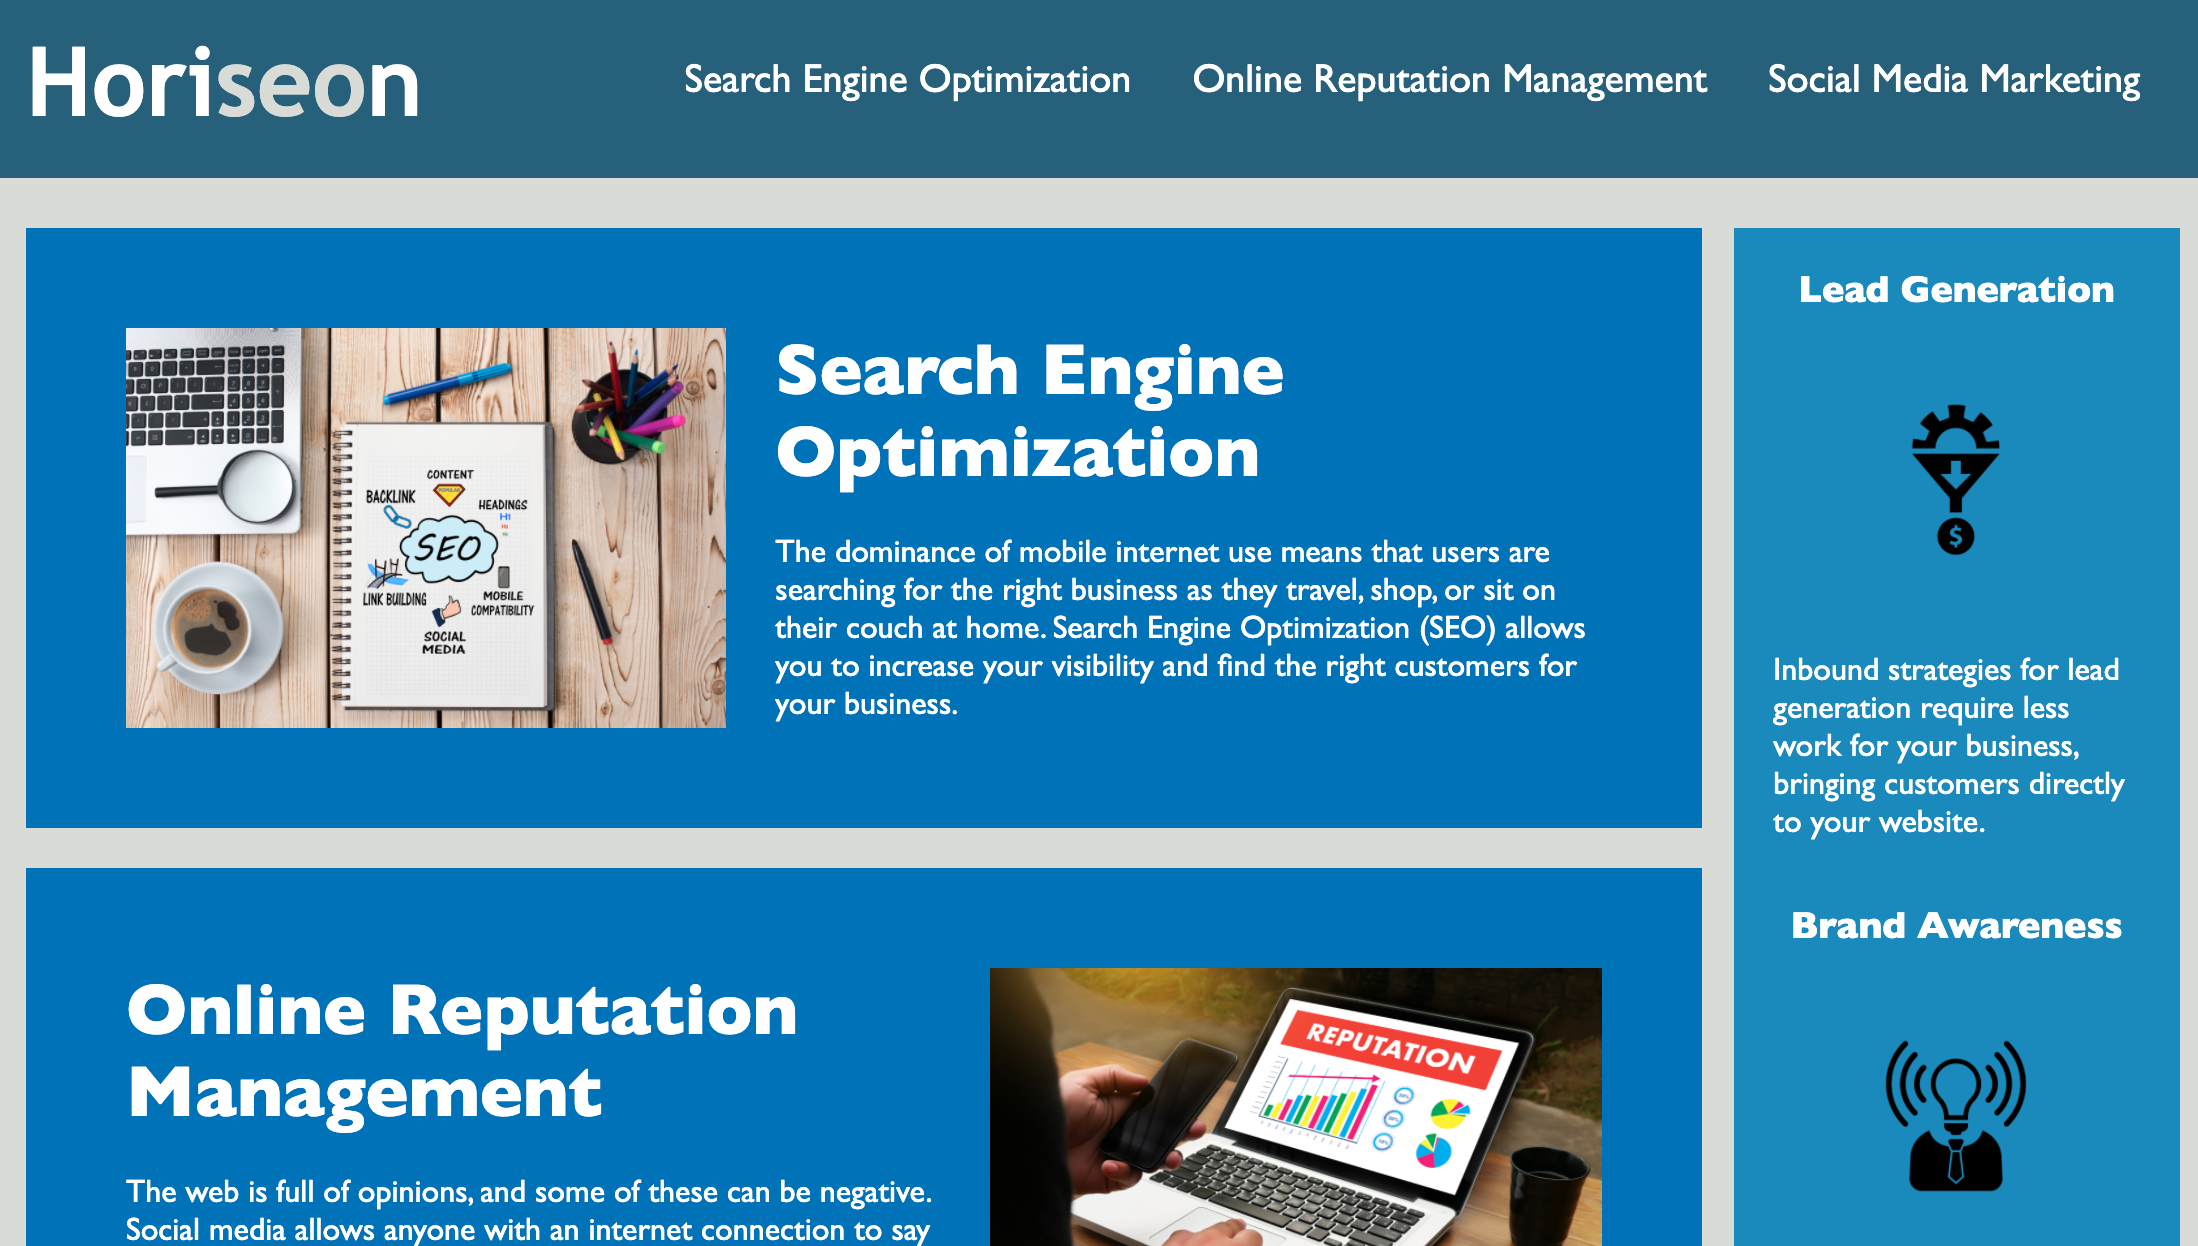 Horiseon
Search Engine Optimization
Online Reputation Management
Social Media Marketing
CONTENT
POPULAR
BACKLINK
HEADINGS
H1
H2
SEO
LINK BUILDING
MOBILE
COMPATIBILITY
SOCIAL
MEDIA
Search Engine
Optimization
The dominance of mobile internet use means that users are
searching for the right business as they travel, shop, or sit on
their couch at home. Search Engine Optimization (SEO) allows
you to increase your visibility and find the right customers for
your business.
Online Reputation
Management
The web is full of opinions, and some of these can be negative.
Social media allows anyone with an internet connection to say
REPUTATION
Lead Generation
$
Inbound strategies for lead
generation require less
work for your business,
bringing customers directly
to your website.
Brand Awareness